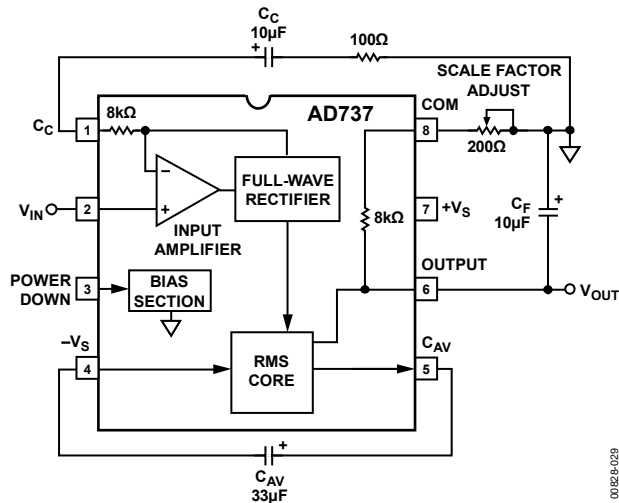 C_C
10µF
+
100Ω
SCALE FACTOR
ADJUST
8kΩ
AD737
COM
C_C
1
8
200Ω
–
FULL-WAVE
RECTIFIER
V_IN
2
+
INPUT
AMPLIFIER
8kΩ
7
+V_S
C_F
10µF
+
POWER
DOWN
3
BIAS
SECTION
OUTPUT
6
V_OUT
–V_S
4
RMS
CORE
C_AV
5
+
C_AV
33µF
00828-029